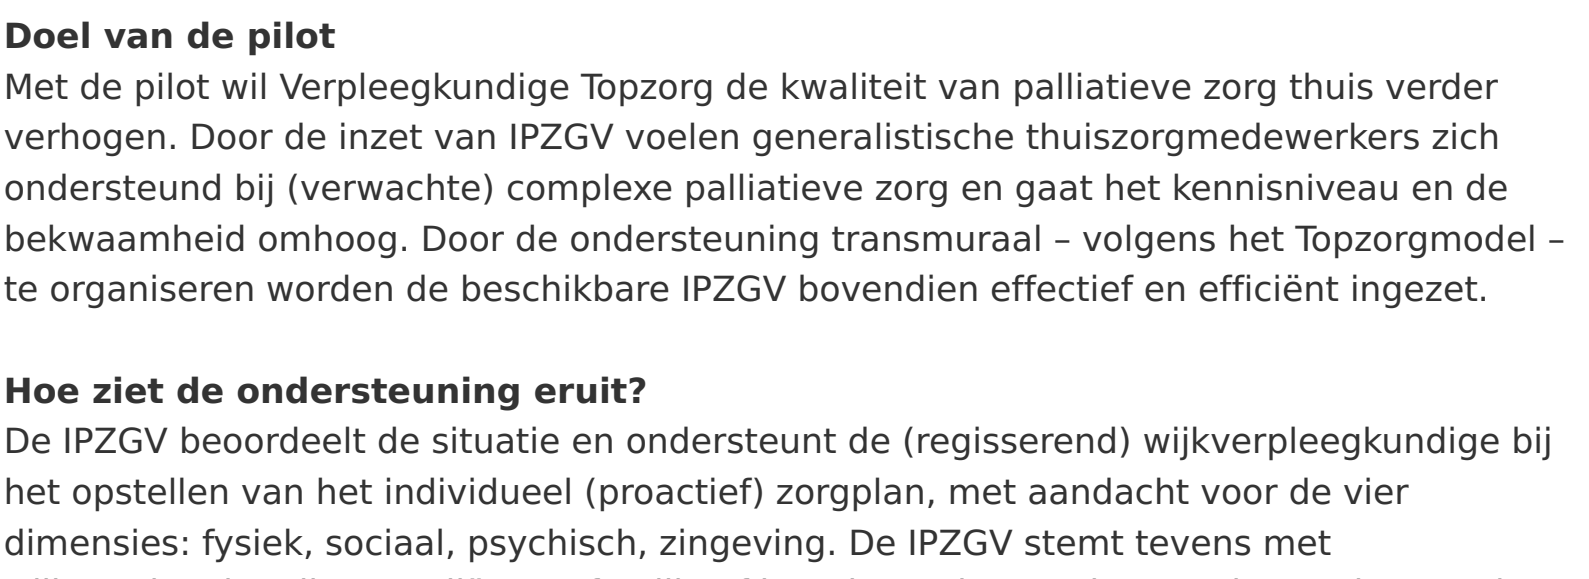 Doel van de pilot
Met de pilot wil Verpleegkundige Topzorg de kwaliteit van palliatieve zorg thuis verder
verhogen. Door de inzet van IPZGV voelen generalistische thuiszorgmedewerkers zich
ondersteund bij (verwachte) complexe palliatieve zorg en gaat het kennisniveau en de
bekwaamheid omhoog. Door de ondersteuning transmuraal – volgens het Topzorgmodel –
te organiseren worden de beschikbare IPZGV bovendien effectief en efficiënt ingezet.
Hoe ziet de ondersteuning eruit?
De IPZGV beoordeelt de situatie en ondersteunt de (regisserend) wijkverpleegkundige bij
het opstellen van het individueel (proactief) zorgplan, met aandacht voor de vier
dimensies: fysiek, sociaal, psychisch, zingeving. De IPZGV stemt tevens met